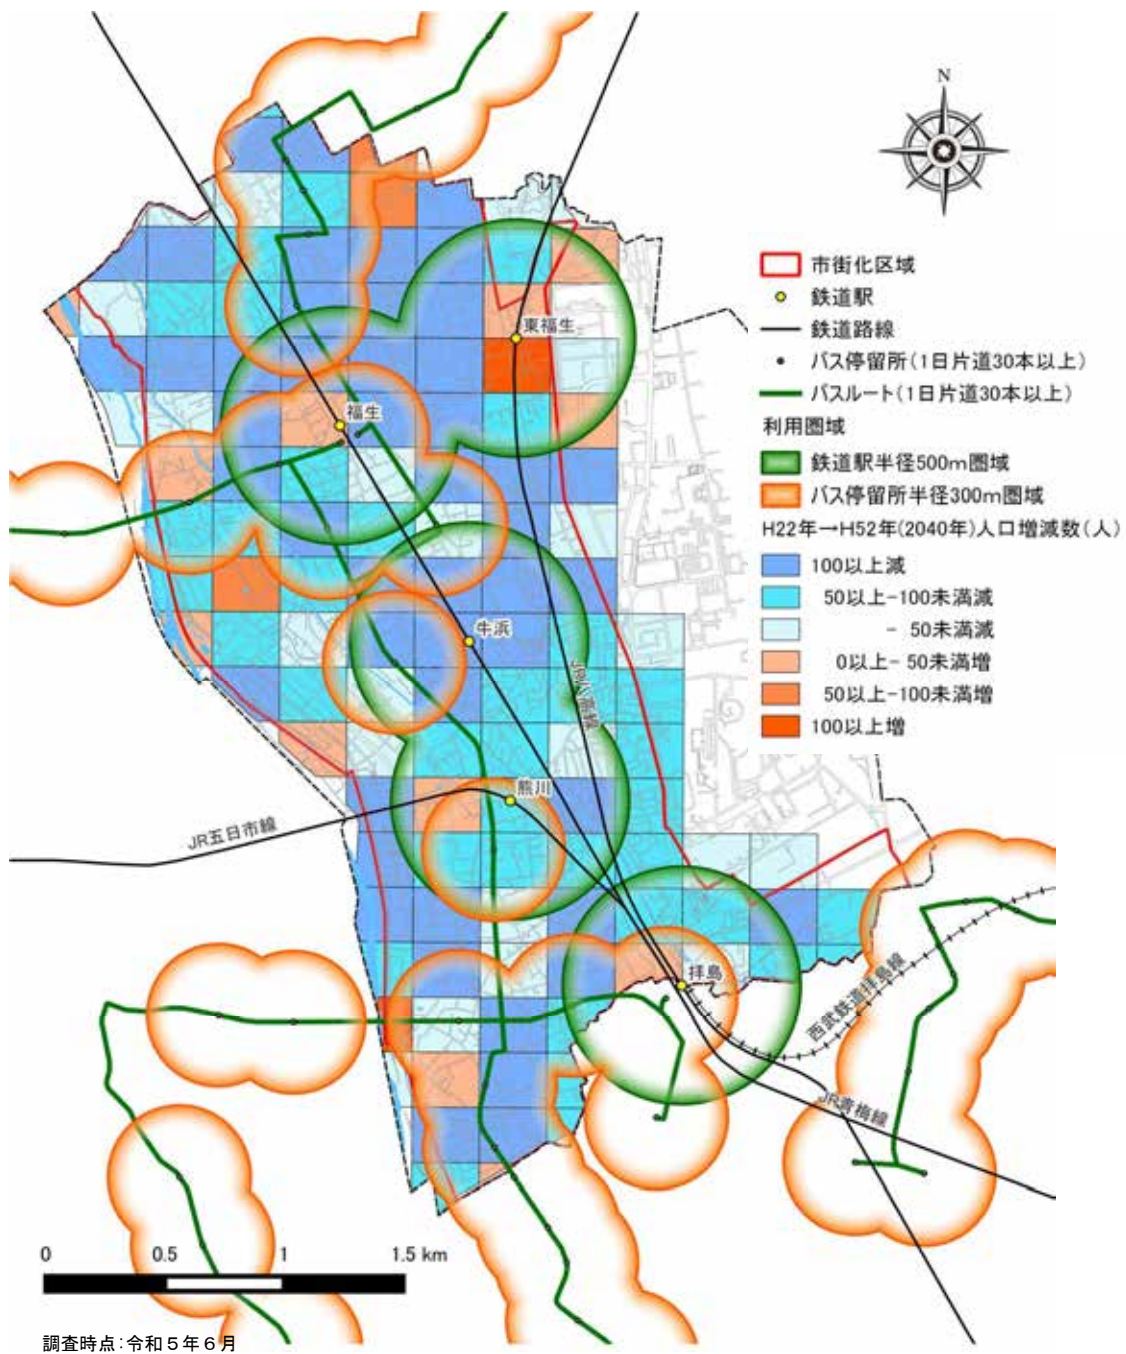 N
市街化区域
鉄道駅
鉄道路線
バス停留所(1日片道30本以上)
バスルート(1日片道30本以上)
利用圏域
鉄道駅半径500m圏域
バス停留所半径300m圏域
H22年→H52年(2040年)人口増減数(人)
100以上減
50以上-100未満減
- 50未満減
0以上- 50未満増
50以上-100未満増
100以上増
東福生
福生
牛浜
JR八高線
熊川
JR五日市線
拝島
西武鉄道拝島線
JR青梅線
0 0.5 1 1.5 km
調査時点:令和5年6月